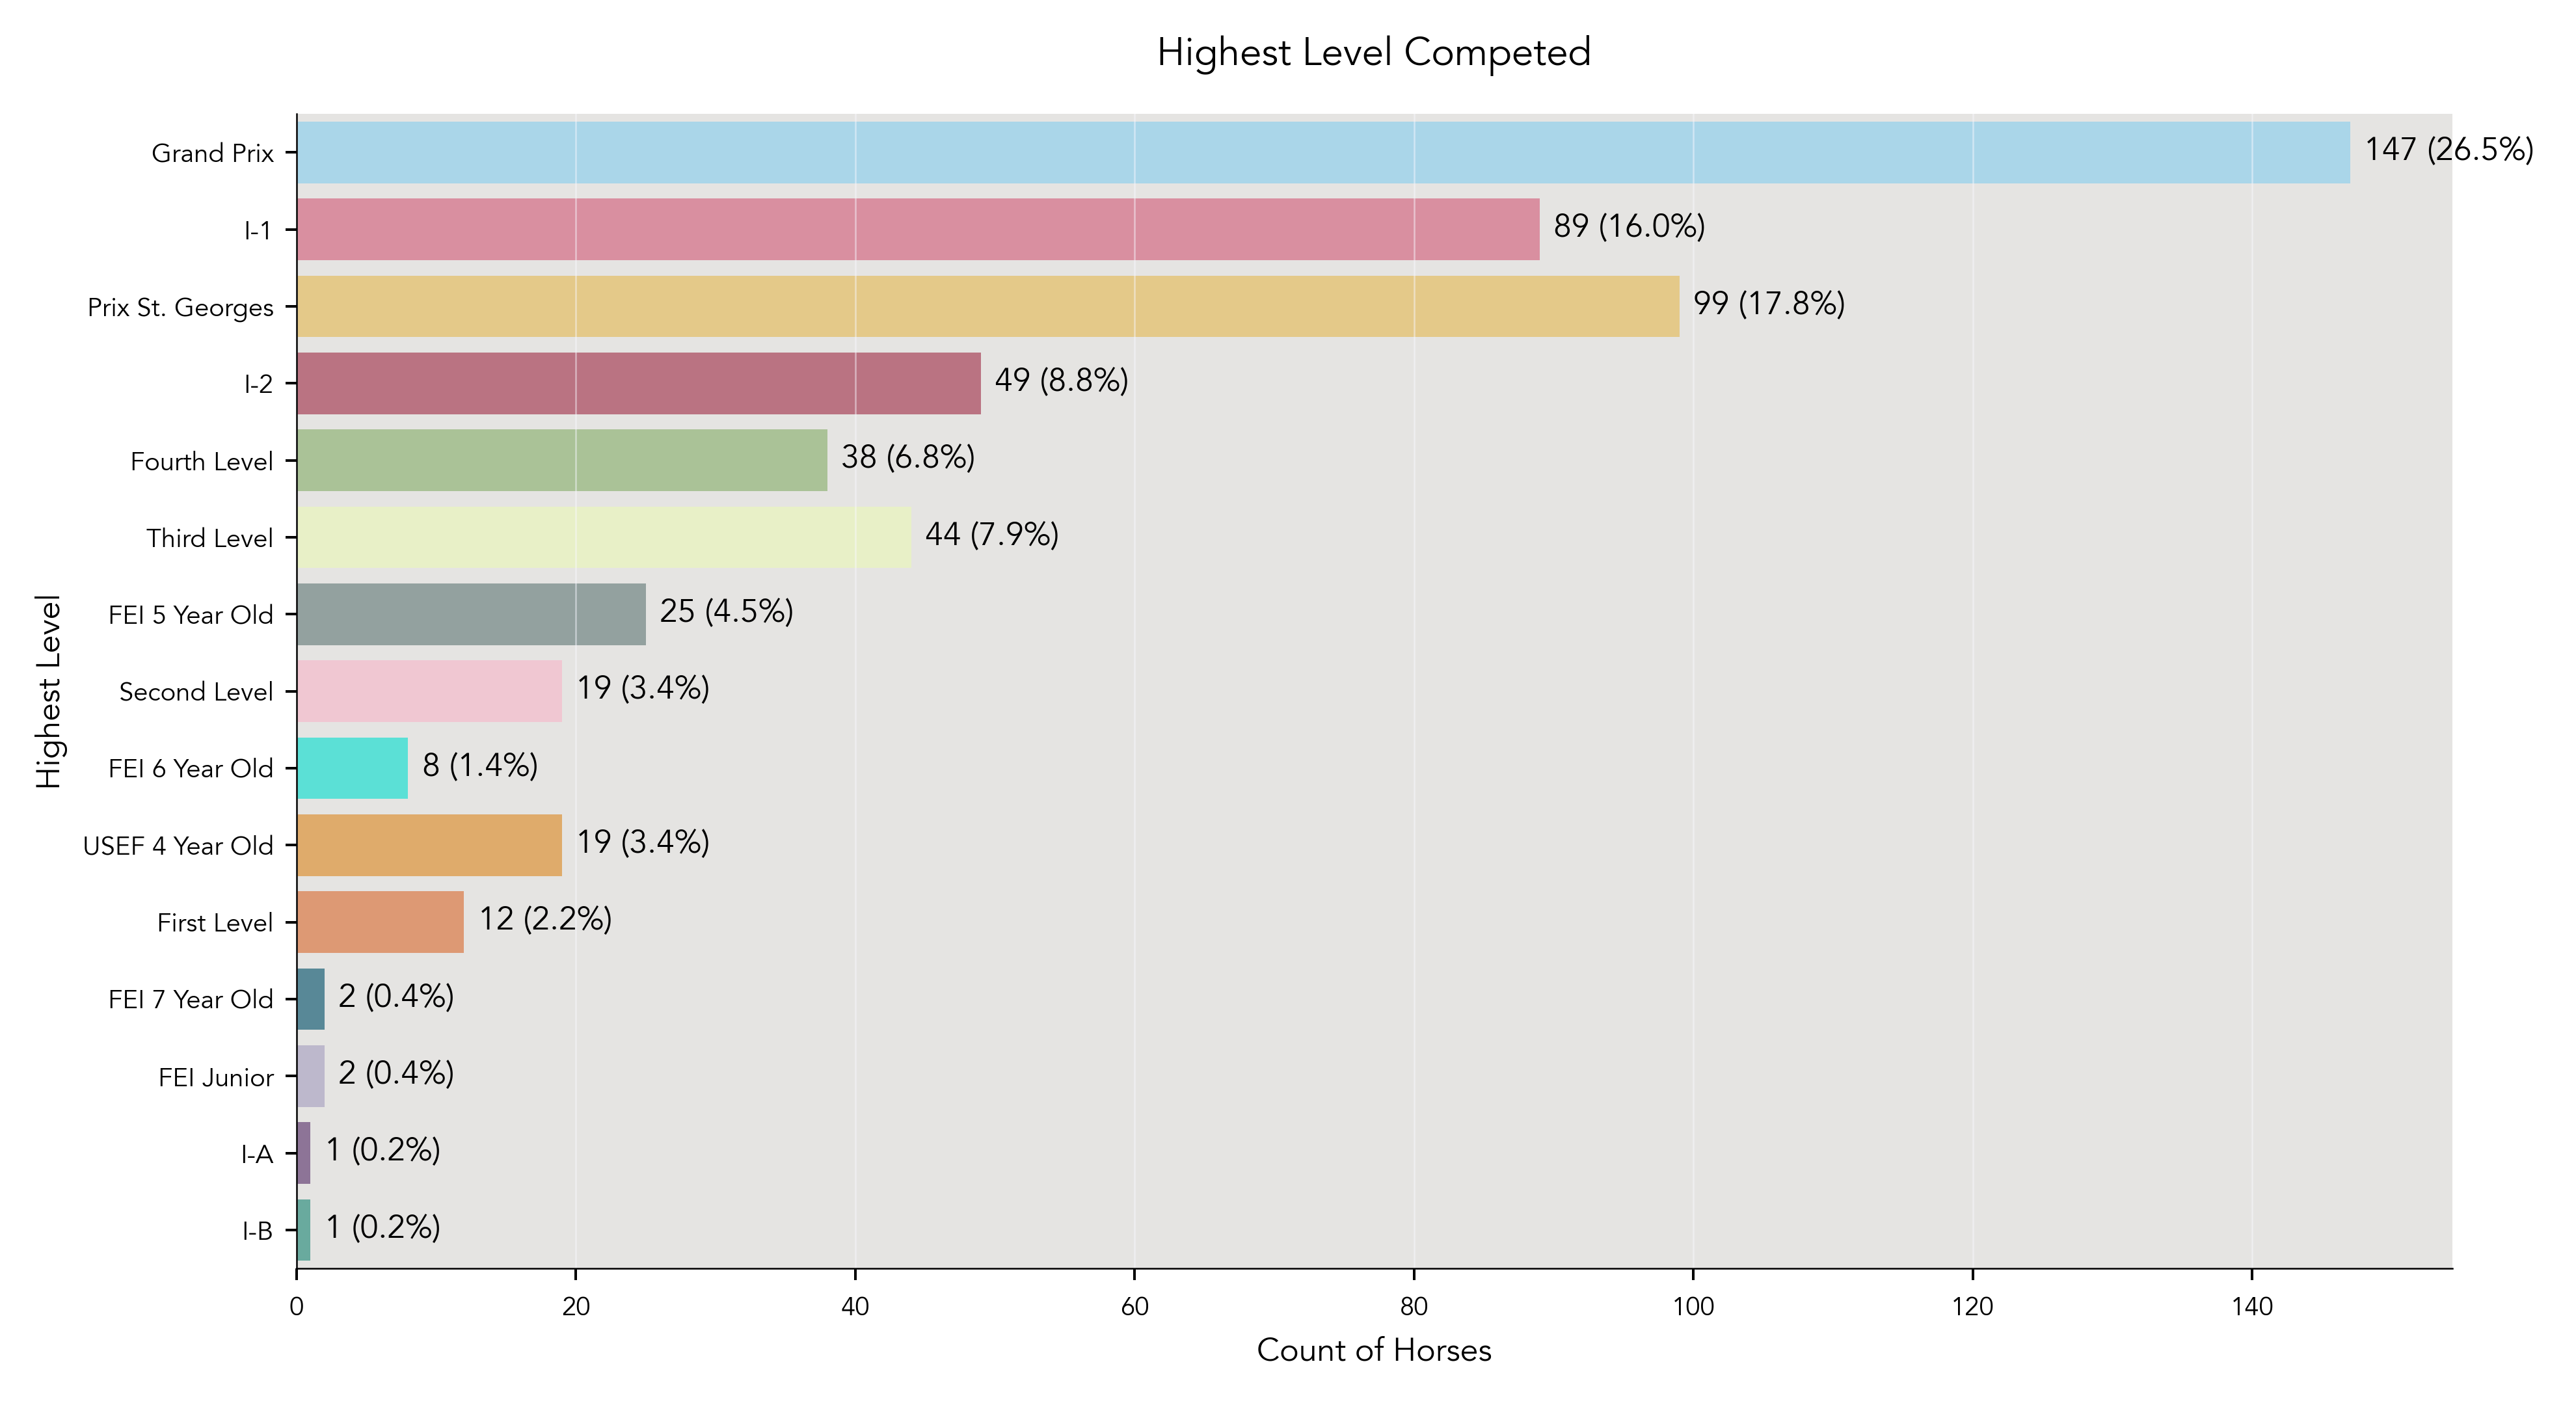 Highest Level Competed
Grand Prix
147 (26.5%)
I-1
89 (16.0%)
Prix St. Georges
99 (17.8%)
I-2
49 (8.8%)
Fourth Level
38 (6.8%)
Third Level
44 (7.9%)
FEI 5 Year Old
25 (4.5%)
Second Level
19 (3.4%)
FEI 6 Year Old
8 (1.4%)
USEF 4 Year Old
19 (3.4%)
First Level
12 (2.2%)
FEI 7 Year Old
2 (0.4%)
FEI Junior
2 (0.4%)
I-A
1 (0.2%)
I-B
1 (0.2%)
Highest Level
0 20 40 60 80 100 120 140
Count of Horses